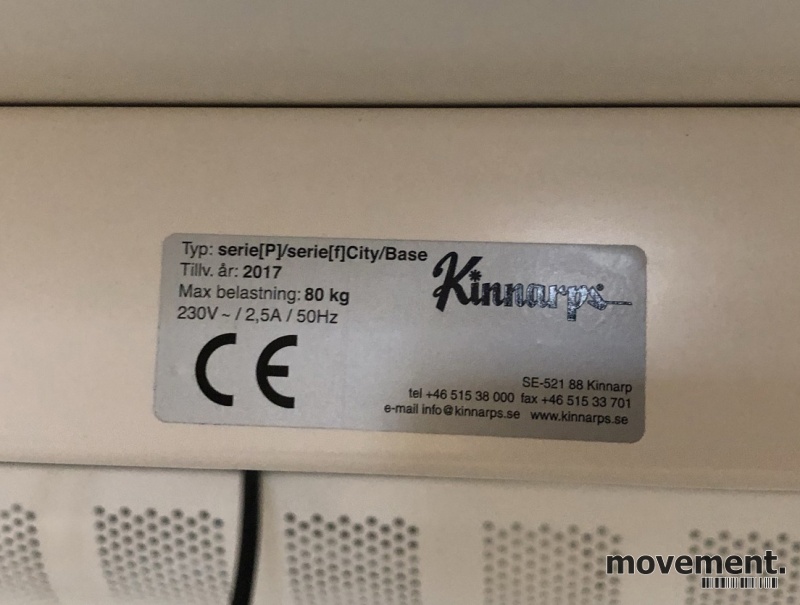 Typ: serie[P]/serie[f]City/Base
Tillv. år: 2017
Max belastning: 80 kg
230V ~ / 2,5A / 50Hz
CE
Kinnarps
SE-521 88 Kinnarp
tel +46 515 38 000 fax +46 515 33 701
e-mail info@kinnarps.se www.kinnarps.se
movement.